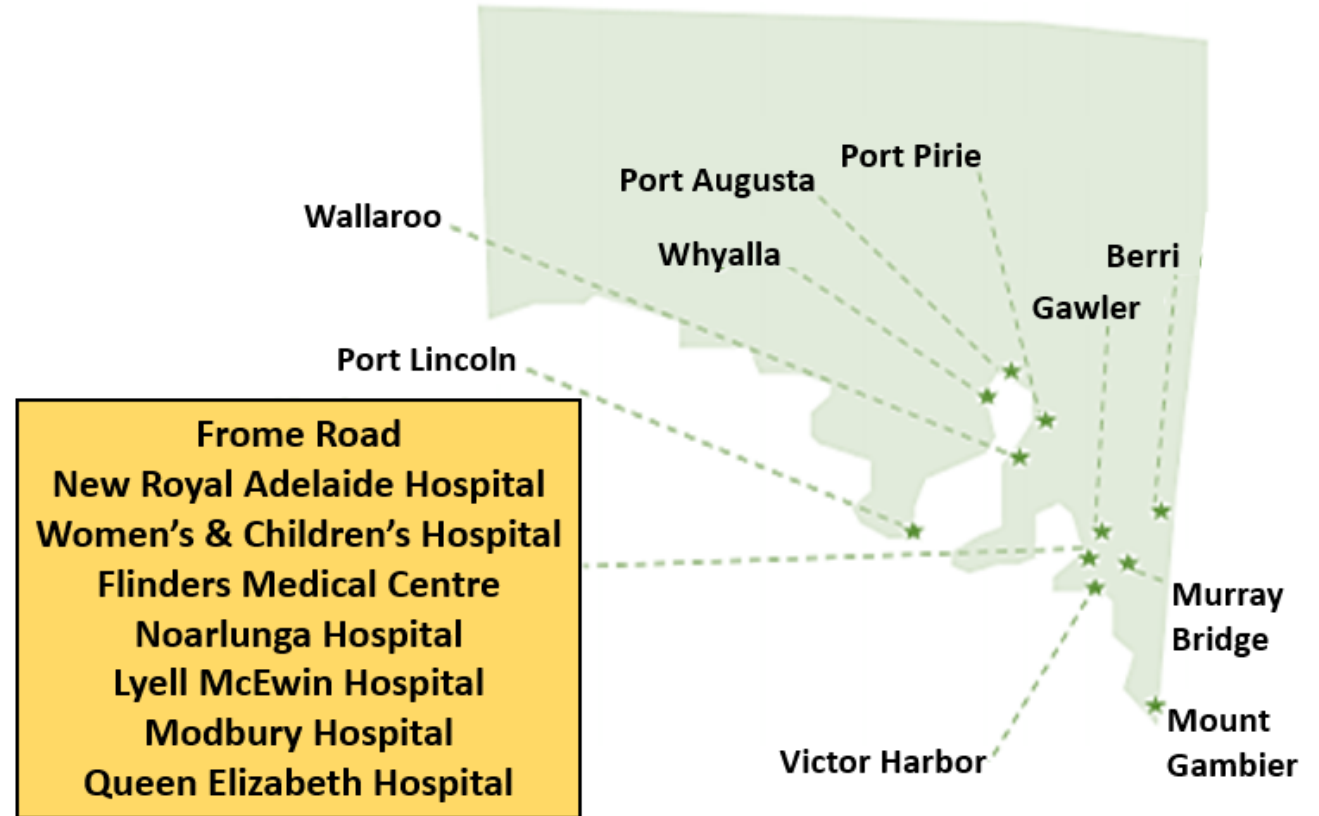 Port Pirie
Port Augusta
Wallaroo
Whyalla
Berri
Gawler
Port Lincoln
Frome Road
New Royal Adelaide Hospital
Women’s & Children’s Hospital
Flinders Medical Centre
Noarlunga Hospital
Lyell McEwin Hospital
Modbury Hospital
Queen Elizabeth Hospital
Murray
Bridge
Mount
Gambier
Victor Harbor